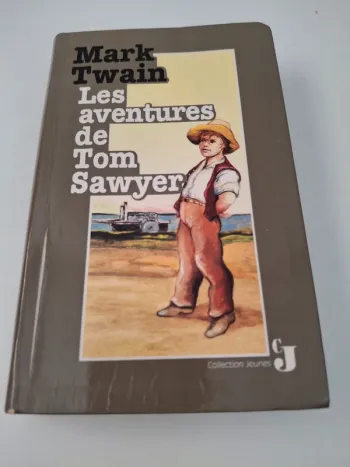 Mark
Twain
Les
aventures
de
Tom
Sawyer
Collection Jeunes
CJ